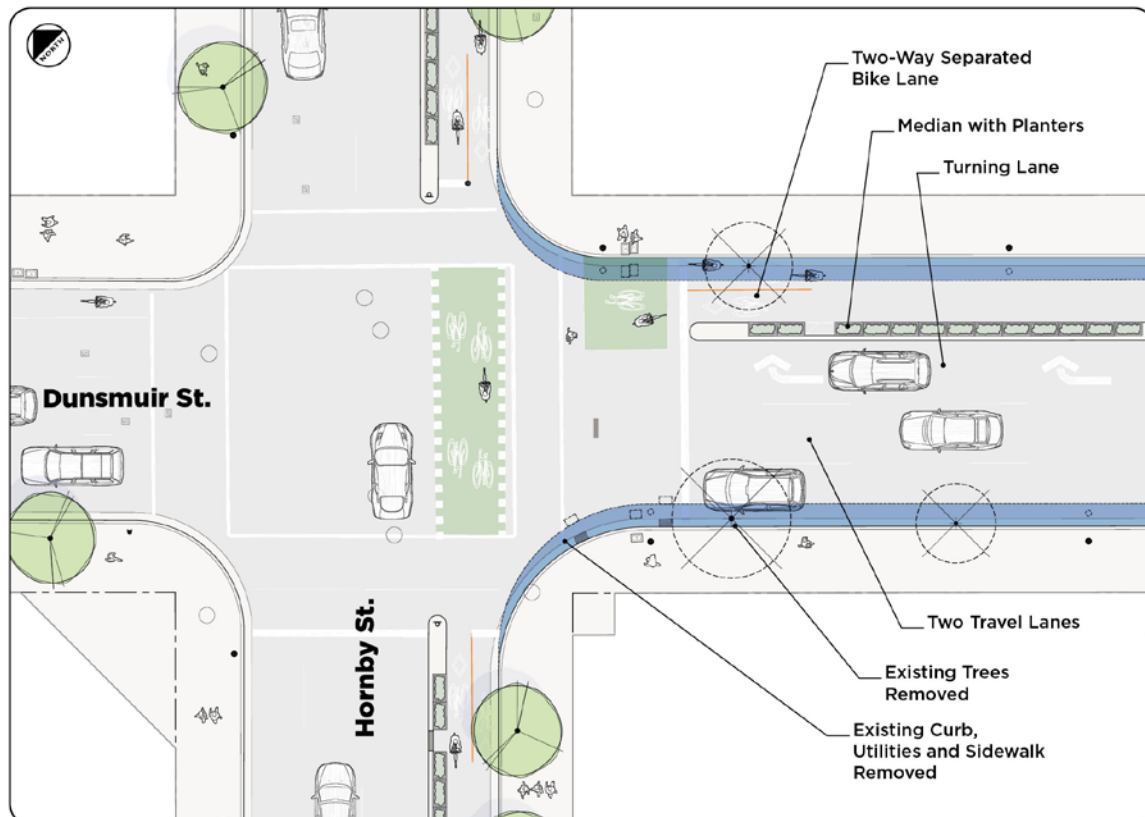 NORTH
Two-Way Separated
Bike Lane
Median with Planters
Turning Lane
Dunsmuir St.
Hornby St.
Two Travel Lanes
Existing Trees
Removed
Existing Curb,
Utilities and Sidewalk
Removed